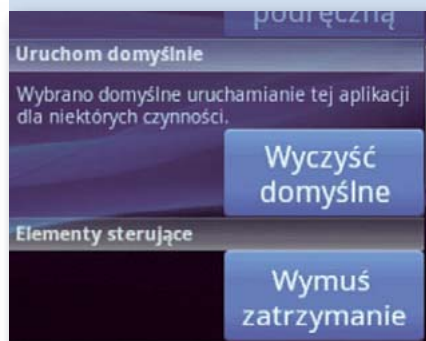 podręczną
Uruchom domyślnie
Wybrano domyślne uruchamianie tej aplikacji
dla niektórych czynności.
Wyczyść
domyślne
Elementy sterujące
Wymuś
zatrzymanie